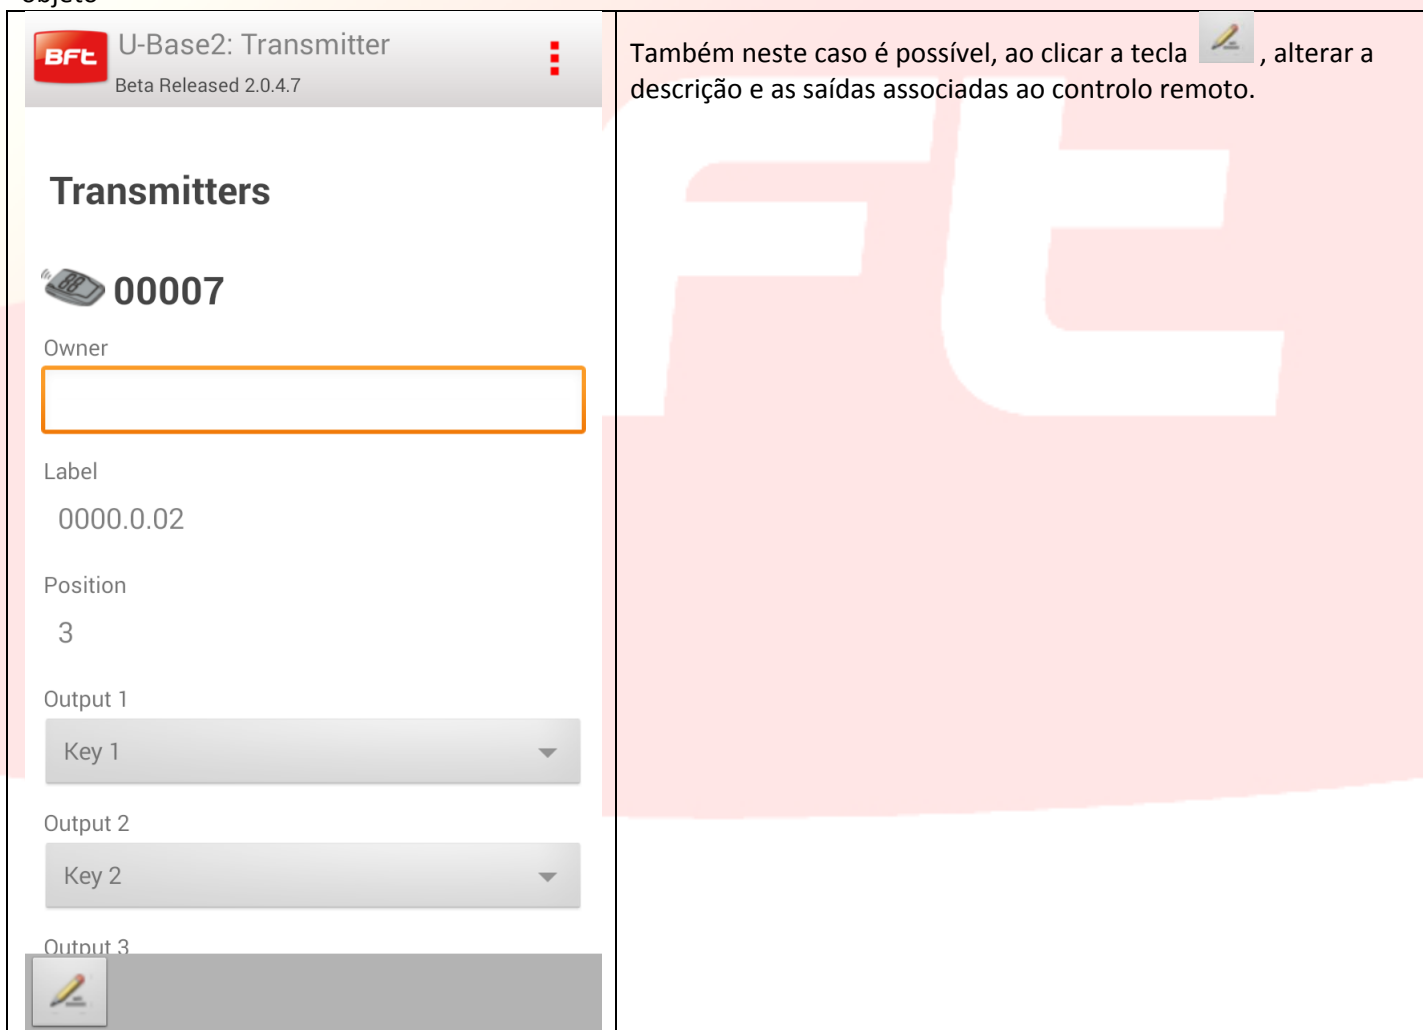 objeto
BFt
U-Base2: Transmitter
Beta Released 2.0.4.7
Transmitters
00007
Owner
Label
0000.0.02
Position
3
Output 1
Key 1
Output 2
Key 2
Output 3
Também neste caso é possível, ao clicar a tecla , alterar a
descrição e as saídas associadas ao controlo remoto.